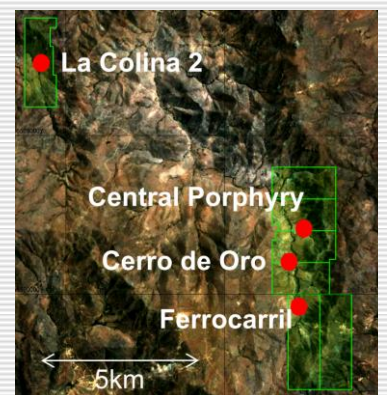 La Colina 2
Central Porphyry
Cerro de Oro
Ferrocarril
5km